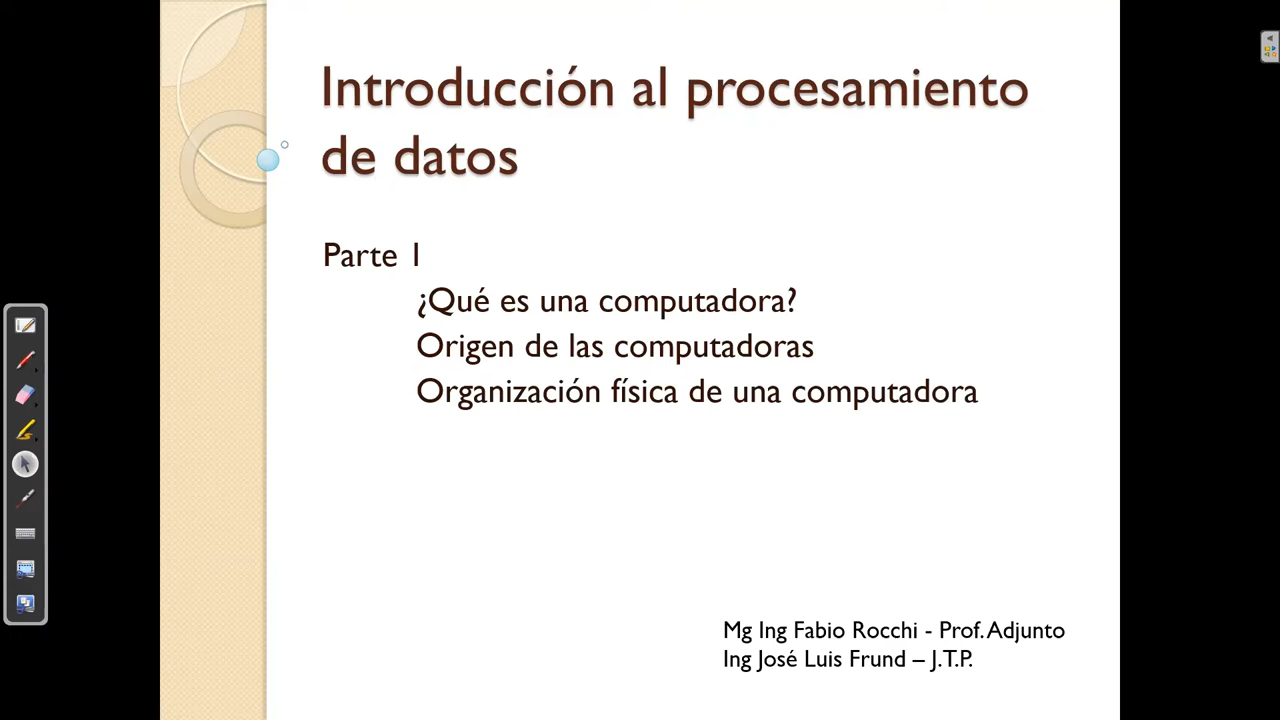 Introducción al procesamiento
de datos
Parte 1
¿Qué es una computadora?
Origen de las computadoras
Organización física de una computadora
Mg Ing Fabio Rocchi - Prof. Adjunto
Ing José Luis Frund – J.T.P.